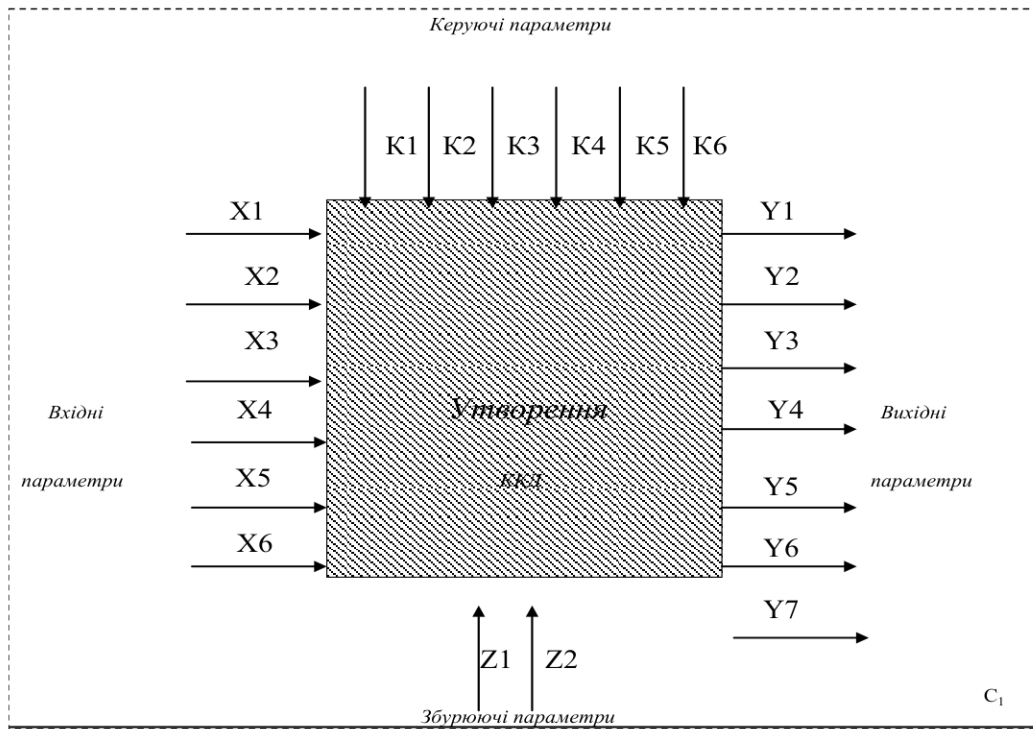 Керуючі параметри
К1 К2 К3 К4 К5 К6
X1
X2
X3
X4
X5
X6
Вхідні
параметри
Утворення
ККД
Y1
Y2
Y3
Y4
Y5
Y6
Y7
Вихідні
параметри
Z1 Z2
Збурюючі параметри
C₁